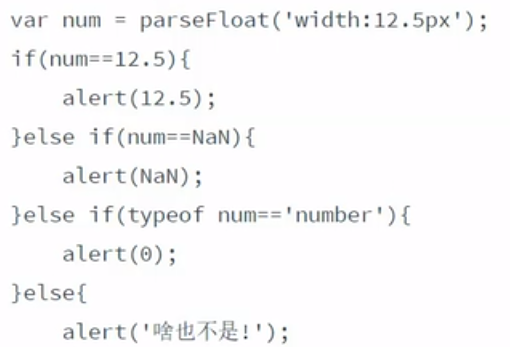 var num = parseFloat('width:12.5px');
if(num==12.5){
    alert(12.5);
}else if(num==NaN){
    alert(NaN);
}else if(typeof num=='number'){
    alert(0);
}else{
    alert('啥也不是!');